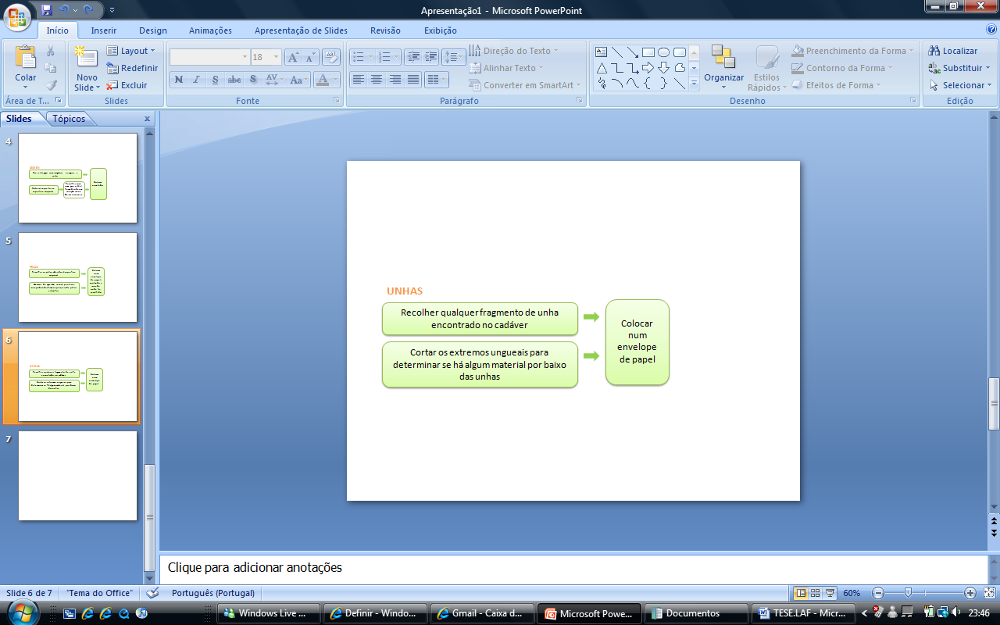 Apresentação1 - Microsoft PowerPoint
Início Inserir Design Animações Apresentação de Slides Revisão Exibição
Colar
Área de T...
Novo Slide
Layout
Redefinir
Excluir
Slides
18
N I S abc S AV Aa A
Fonte
Direção do Texto
Alinhar Texto
Converter em SmartArt
Parágrafo
Organizar
Estilos Rápidos
Preenchimento da Forma
Contorno da Forma
Efeitos de Forma
Desenho
Localizar
Substituir
Selecionar
Edição
Slides Tópicos x
4
5
6
7
UNHAS
Recolher qualquer fragmento de unha
encontrado no cadáver
Cortar os extremos ungueais para
determinar se há algum material por baixo
das unhas
Colocar
num
envelope
de papel
Clique para adicionar anotações
Slide 6 de 7 "Tema do Office" Português (Portugal) 60%
Windows Live ... Definir - Windo... Gmail - Caixa d... Microsoft Powe... Documentos TESE.LAF - Micr... 23:46